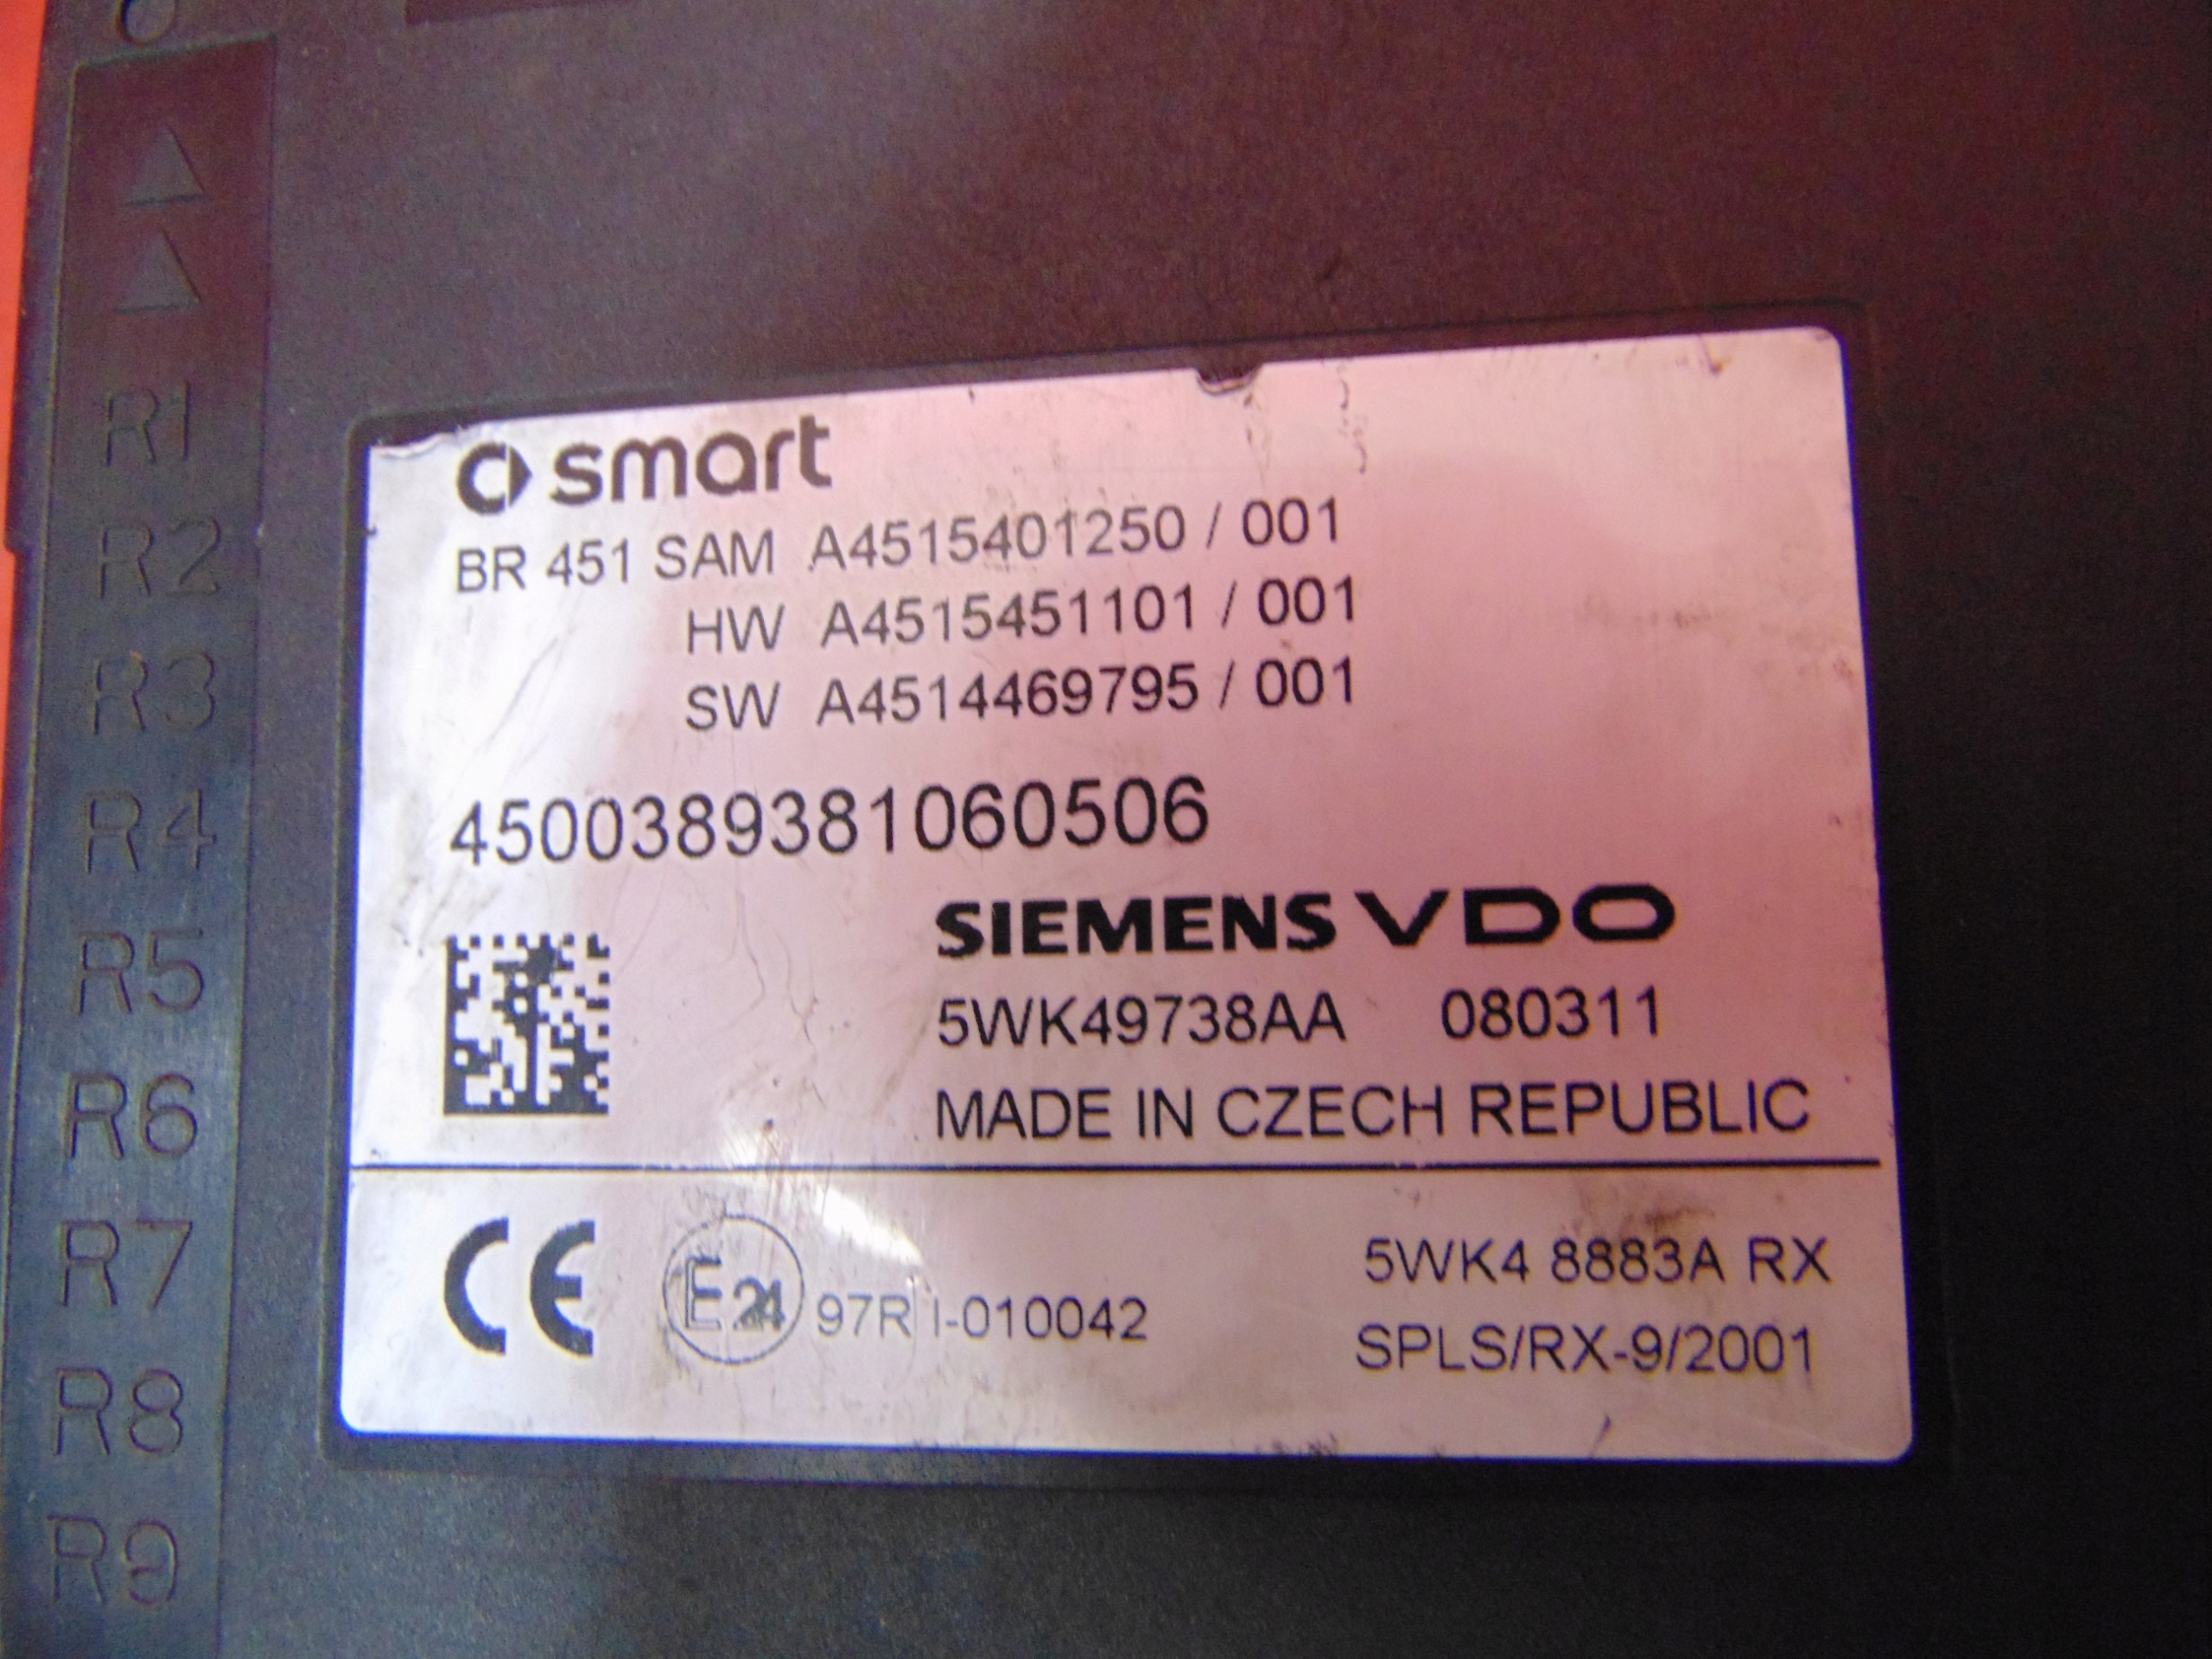 R1
R2
R3
R4
R5
R6
R7
R8
R9
smart
BR 451 SAM A4515401250 / 001
HW A4515451101 / 001
SW A4514469795 / 001
4500389381060506
SIEMENS VDO
5WK49738AA 080311
MADE IN CZECH REPUBLIC
CE E24 97R I-010042
5WK4 8883A RX
SPLS/RX-9/2001